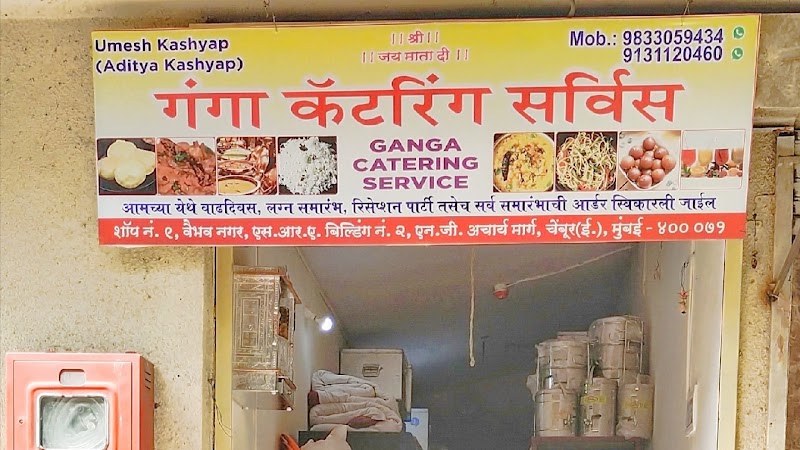 Umesh Kashyap
(Aditya Kashyap)
।। श्री ।।
।। जय माता दी ।।
Mob.: 9833059434
9131120460
गंगा कॅटरिंग सर्विस
GANGA
CATERING
SERVICE
आमच्या येथे वाढदिवस, लग्न समारंभ, रिसेप्शन पार्टी तसेच सर्व समारंभाची आर्डर स्विकारली जाईल
शॉप नं. ९, वैभव नगर, एस.आर.ए. बिल्डिंग नं. २, एन.जी. अचार्य मार्ग, चेंबूर(ई.), मुंबई - ४०० ०७१